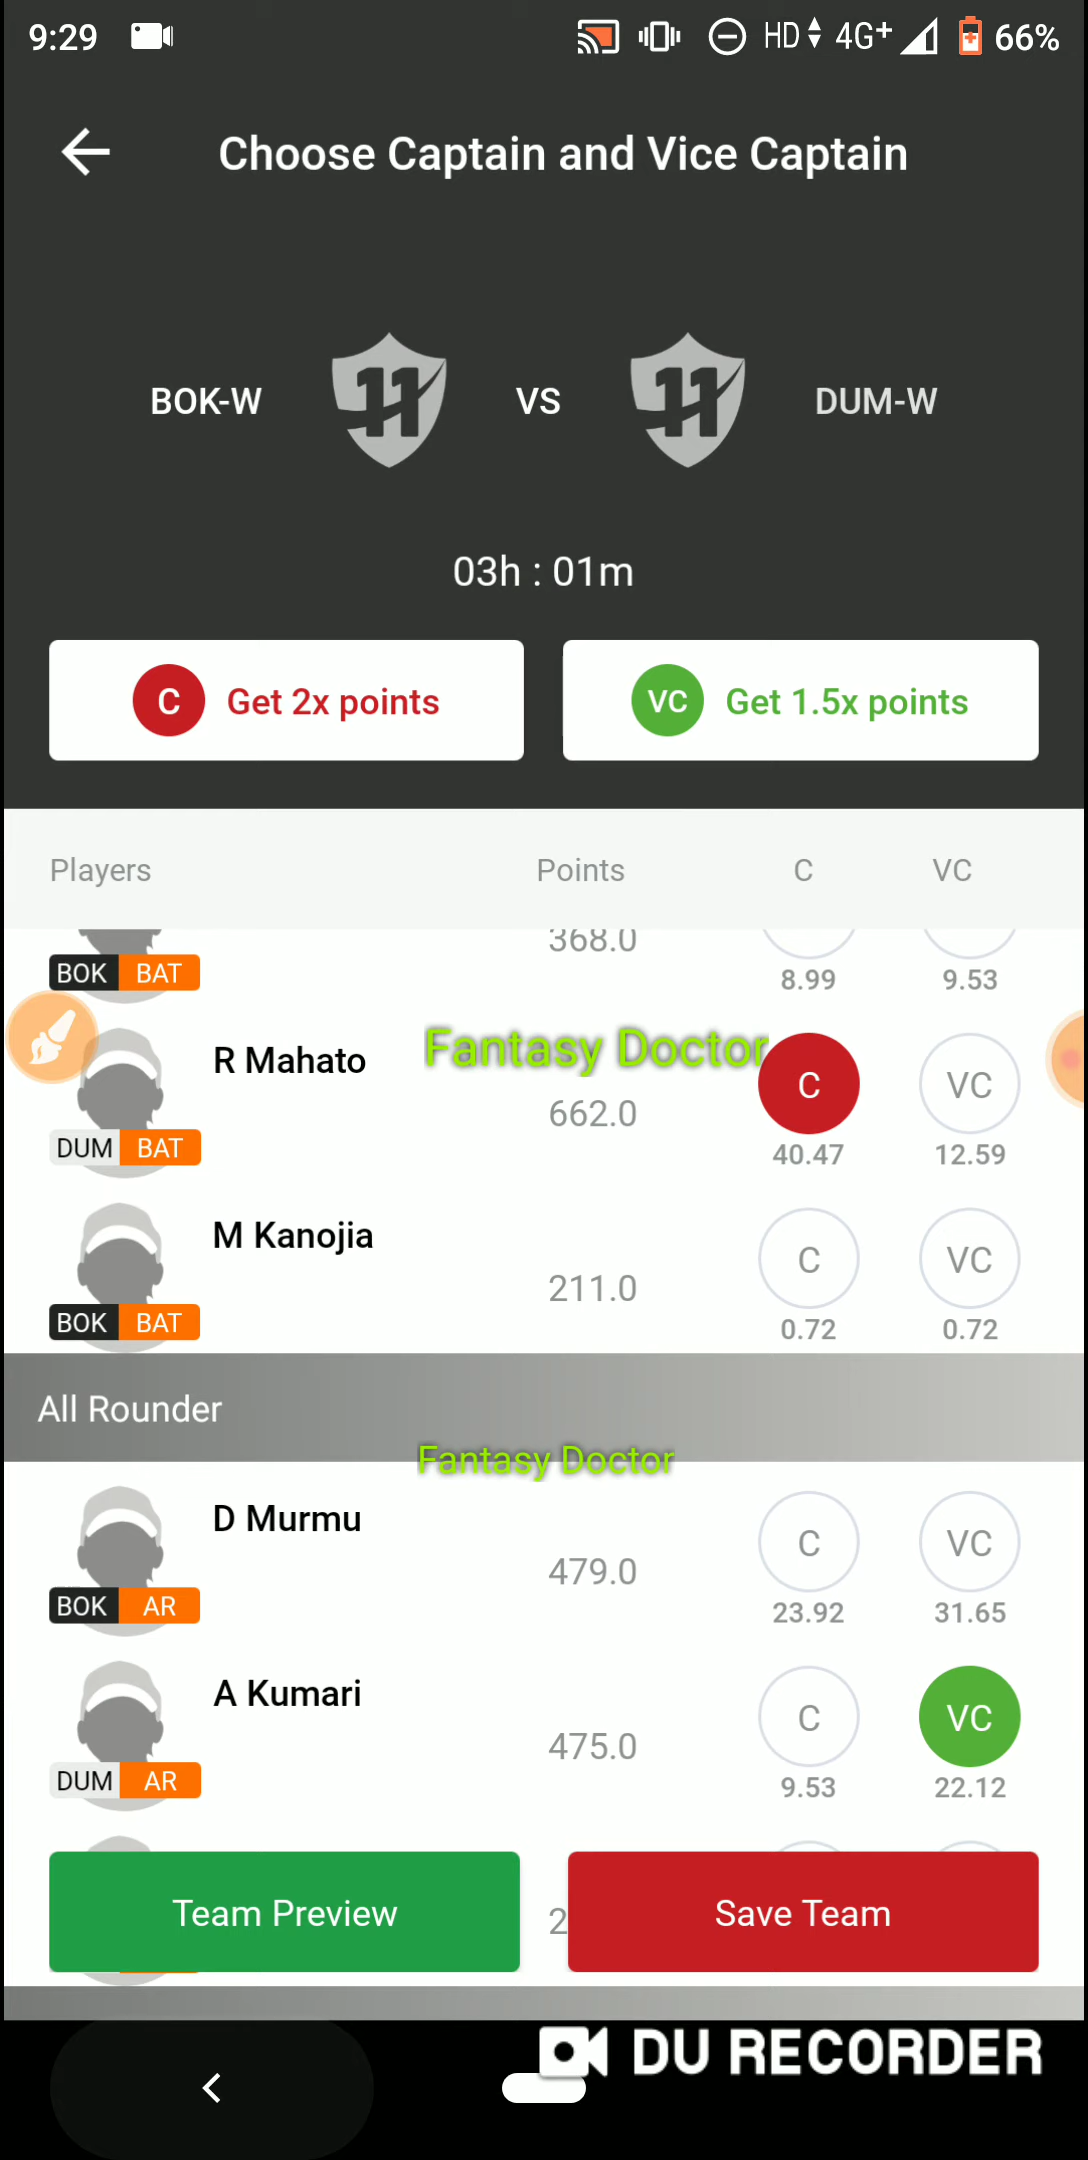 9:29 HD 4G+ 66%
Choose Captain and Vice Captain
BOK-W 11 VS 11 DUM-W
03h : 01m
C Get 2x points VC Get 1.5x points
Players Points C VC
368.0
BOK BAT 8.99 9.53
R Mahato Fantasy Doctor
662.0 C VC
DUM BAT 40.47 12.59
M Kanojia
211.0 C VC
BOK BAT 0.72 0.72
All Rounder
Fantasy Doctor
D Murmu
479.0 C VC
BOK AR 23.92 31.65
A Kumari
475.0 C VC
DUM AR 9.53 22.12
Team Preview 2 Save Team
DU RECORDER